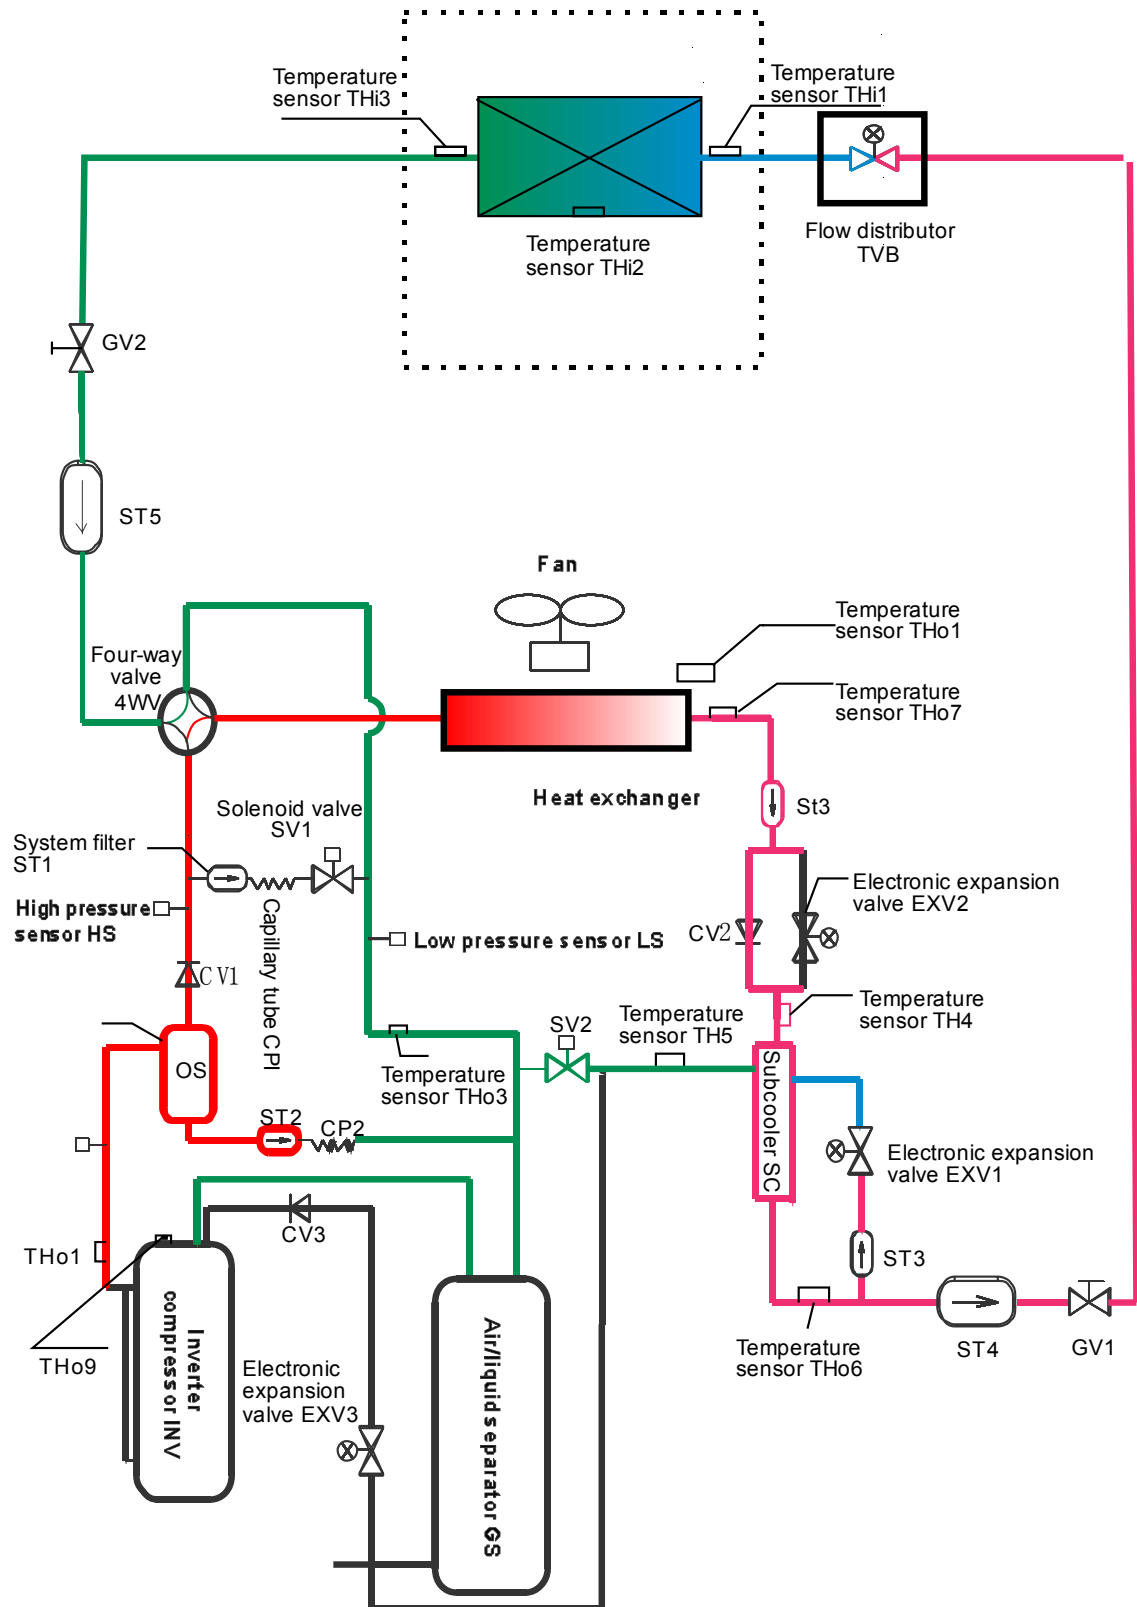 Temperature
sensor THi3
Temperature
sensor THi1
Temperature
sensor THi2
Flow distributor
TVB
GV2
ST5
Fan
Temperature
sensor THo1
Four-way
valve
4WV
Temperature
sensor THo7
Heat exchanger
St3
Solenoid valve
SV1
System filter
ST1
High pressure
sensor HS
Capillary tube CPI
Low pressure sensor LS
CV2
Electronic expansion
valve EXV2
CV1
Temperature
sensor TH4
Temperature
sensor TH5
SV2
OS
Temperature
sensor THo3
Subcooler SC
ST2
CP2
Electronic expansion
valve EXV1
CV3
THo1
ST3
Inverter
compressor INV
Air/liquid separator GS
THo9
Electronic
expansion
valve EXV3
Temperature
sensor THo6
ST4
GV1